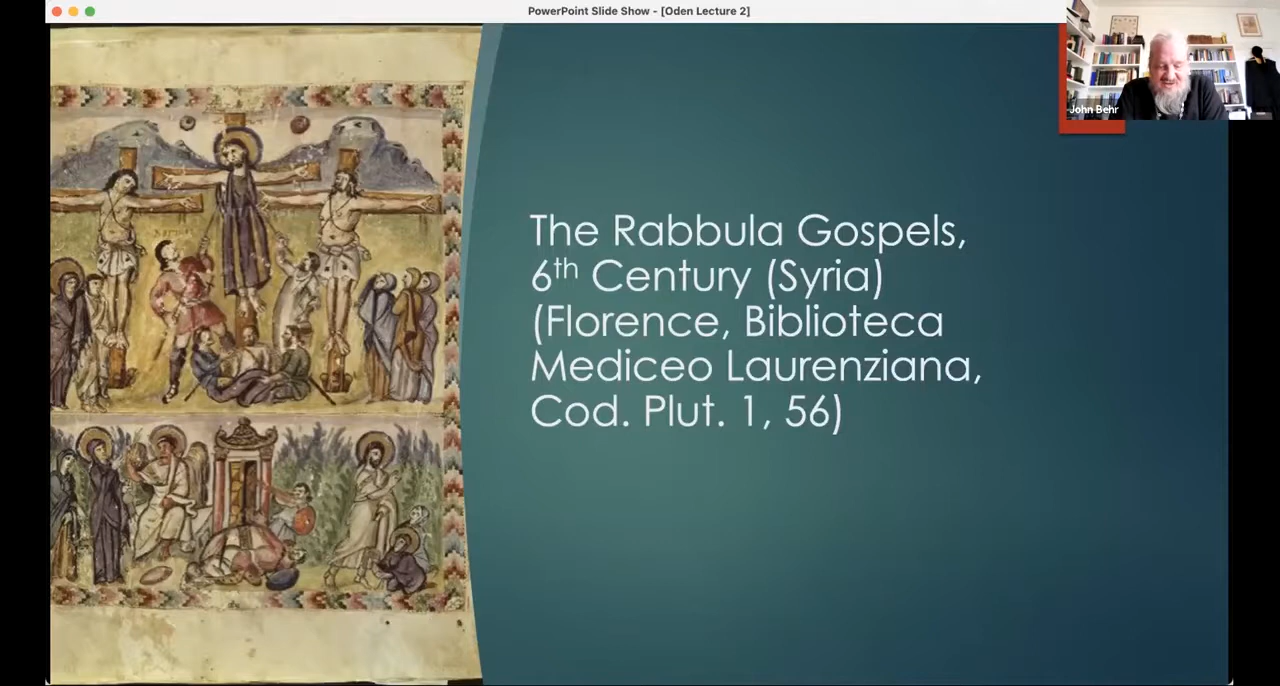 PowerPoint Slide Show - [Oden Lecture 2]
John Behr
The Rabbula Gospels,
6th Century (Syria)
(Florence, Biblioteca
Mediceo Laurenziana,
Cod. Plut. 1, 56)